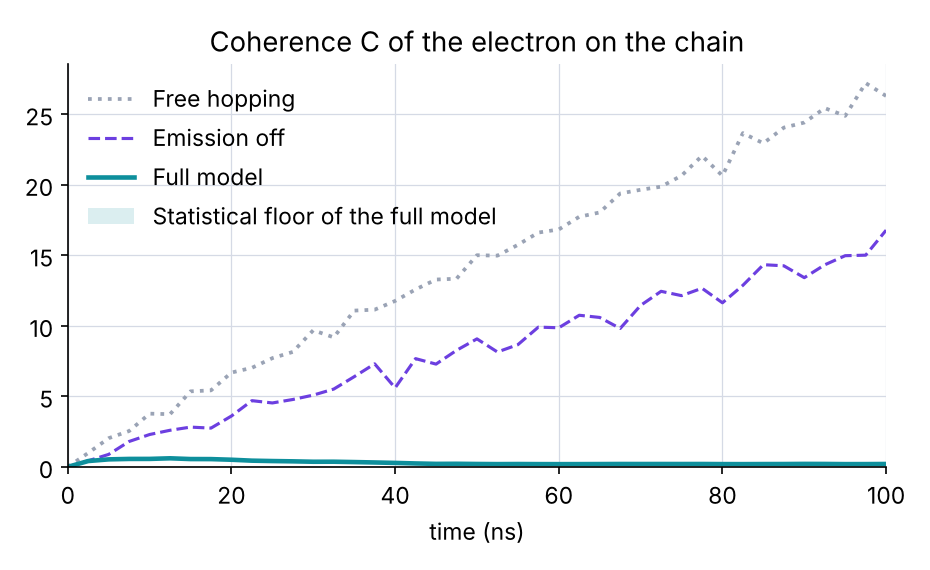 Coherence C of the electron on the chain
Free hopping
Emission off
Full model
Statistical floor of the full model
25
20
15
10
5
0
0 20 40 60 80 100
time (ns)